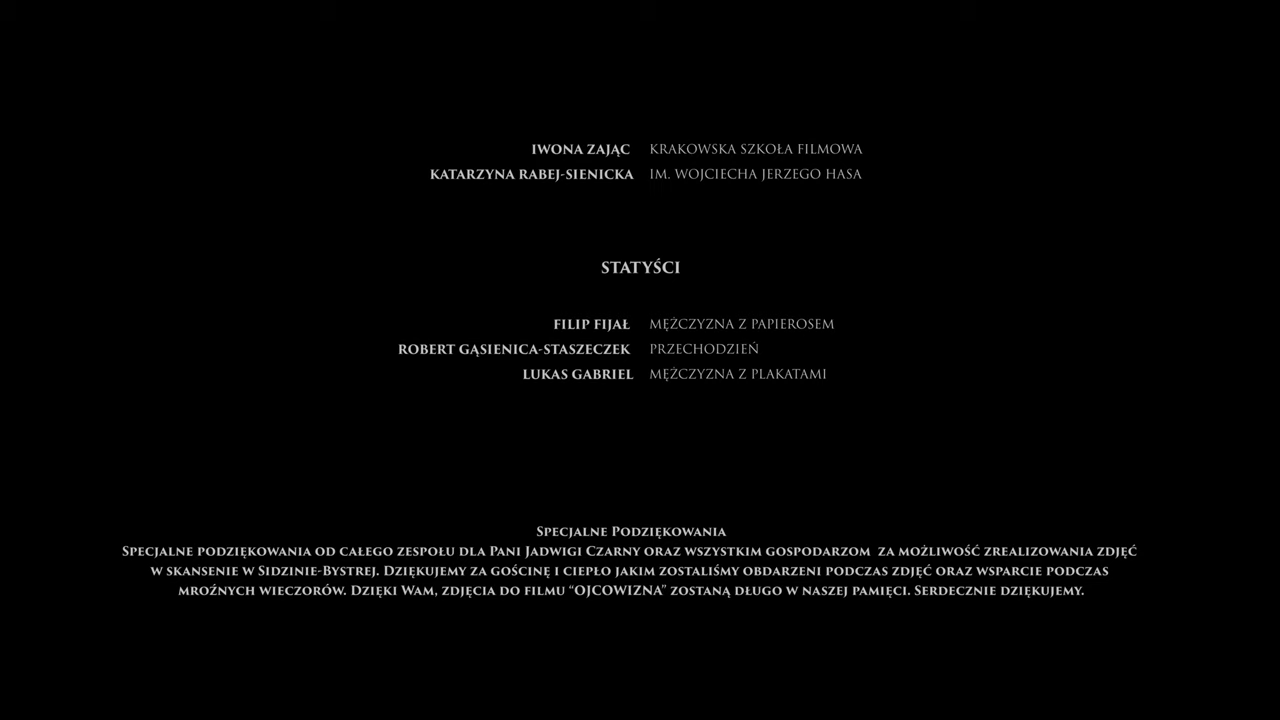 IWONA ZAJĄC KRAKOWSKA SZKOŁA FILMOWA
KATARZYNA RABEJ-SIENICKA IM. WOJCIECHA JERZEGO HASA
STATYŚCI
FILIP FIJAŁ MĘŻCZYZNA Z PAPIEROSEM
ROBERT GĄSIENICA-STASZECZEK PRZECHODZIEŃ
LUKAS GABRIEL MĘŻCZYZNA Z PLAKATAMI
Specjalne Podziękowania
Specjalne podziękowania od całego zespołu dla Pani Jadwigi Czarny oraz wszystkim gospodarzom za możliwość zrealizowania zdjęć
w skansenie w Sidzinie-Bystrej. Dziękujemy za gościnę i ciepło jakim zostaliśmy obdarzeni podczas zdjęć oraz wsparcie podczas
mroźnych wieczorów. Dzięki Wam, zdjęcia do filmu “OJCOWIZNA” zostaną długo w naszej pamięci. Serdecznie dziękujemy.